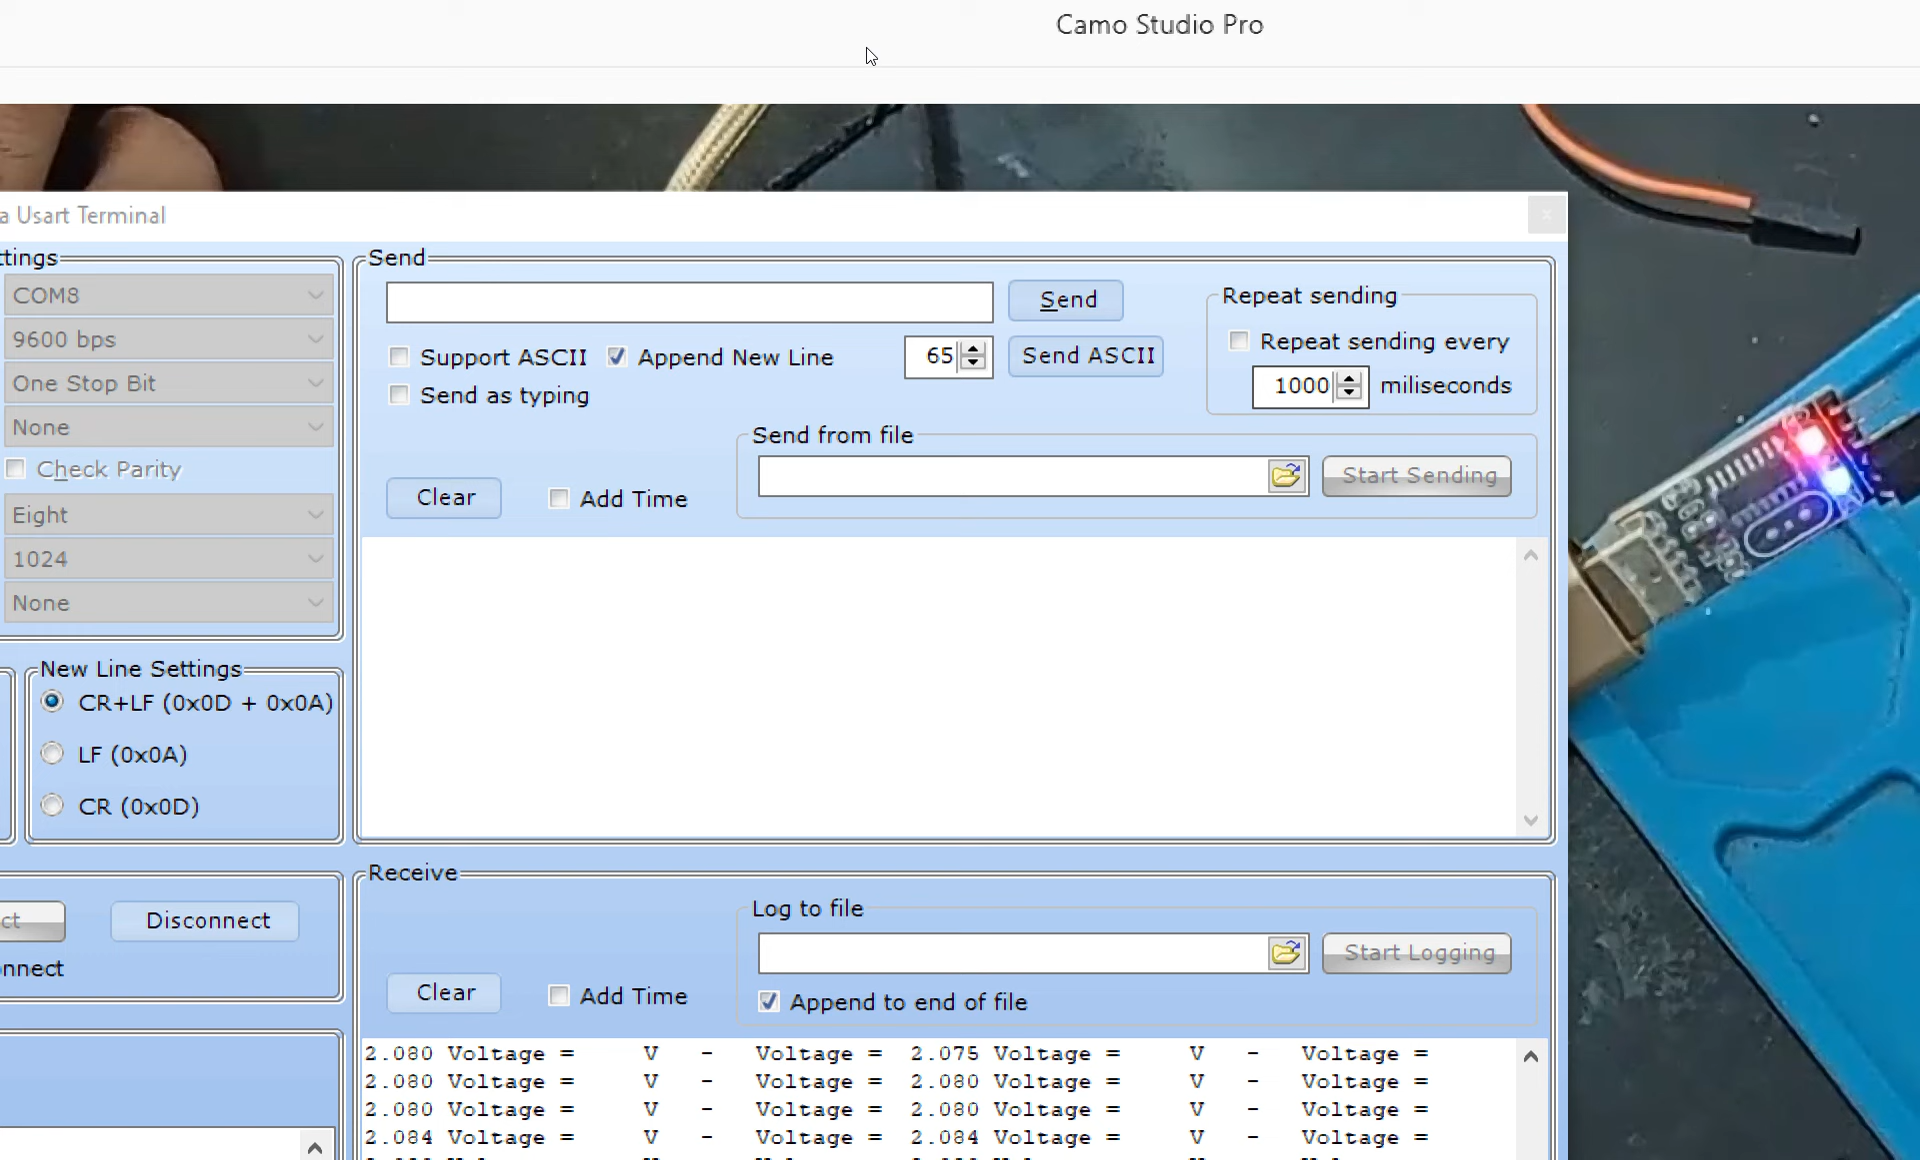 Camo Studio Pro
a Usart Terminal
ttings
COM8
9600 bps
One Stop Bit
None
Check Parity
Eight
1024
None
New Line Settings
CR+LF (0x0D + 0x0A)
LF (0x0A)
CR (0x0D)
ct
Disconnect
nnect
Send
Send
Support ASCII
Append New Line
65
Send ASCII
Send as typing
Repeat sending
Repeat sending every
1000 miliseconds
Send from file
Start Sending
Clear
Add Time
Receive
Log to file
Start Logging
Clear
Add Time
Append to end of file
2.080 Voltage = V - Voltage = 2.075 Voltage = V - Voltage =
2.080 Voltage = V - Voltage = 2.080 Voltage = V - Voltage =
2.080 Voltage = V - Voltage = 2.080 Voltage = V - Voltage =
2.084 Voltage = V - Voltage = 2.084 Voltage = V - Voltage =